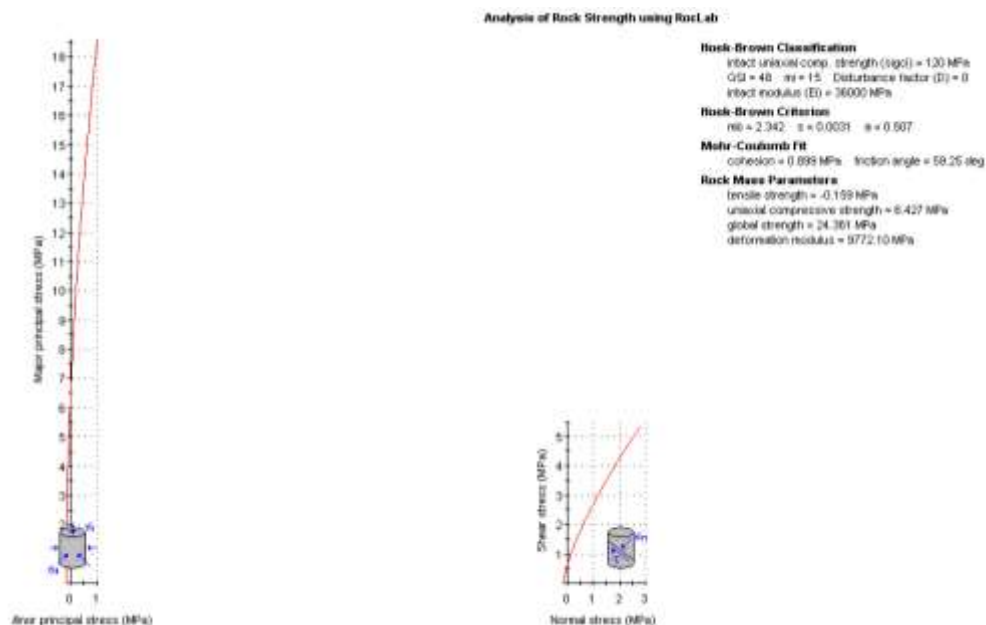 Analysis of Rock Strength using RocLab
Hoek-Brown Classification
intact uniaxial comp. strength (sigci) = 120 MPa
GSI = 48 mi = 15 Disturbance factor (D) = 0
intact modulus (Ei) = 36000 MPa
Hoek-Brown Criterion
mb = 2.342 s = 0.0031 a = 0.507
Mohr-Coulomb Fit
cohesion = 0.899 MPa friction angle = 59.25 deg
Rock Mass Parameters
tensile strength = -0.159 MPa
uniaxial compressive strength = 6.427 MPa
global strength = 24.361 MPa
deformation modulus = 9772.10 MPa
Major principal stress (MPa)
18
17
16
15
14
13
12
11
10
9
8
7
6
5
4
3
2
0 1
principal stress (MPa)
Shear stress (MPa)
5
4
3
2
1
0 1 2 3
Normal stress (MPa)